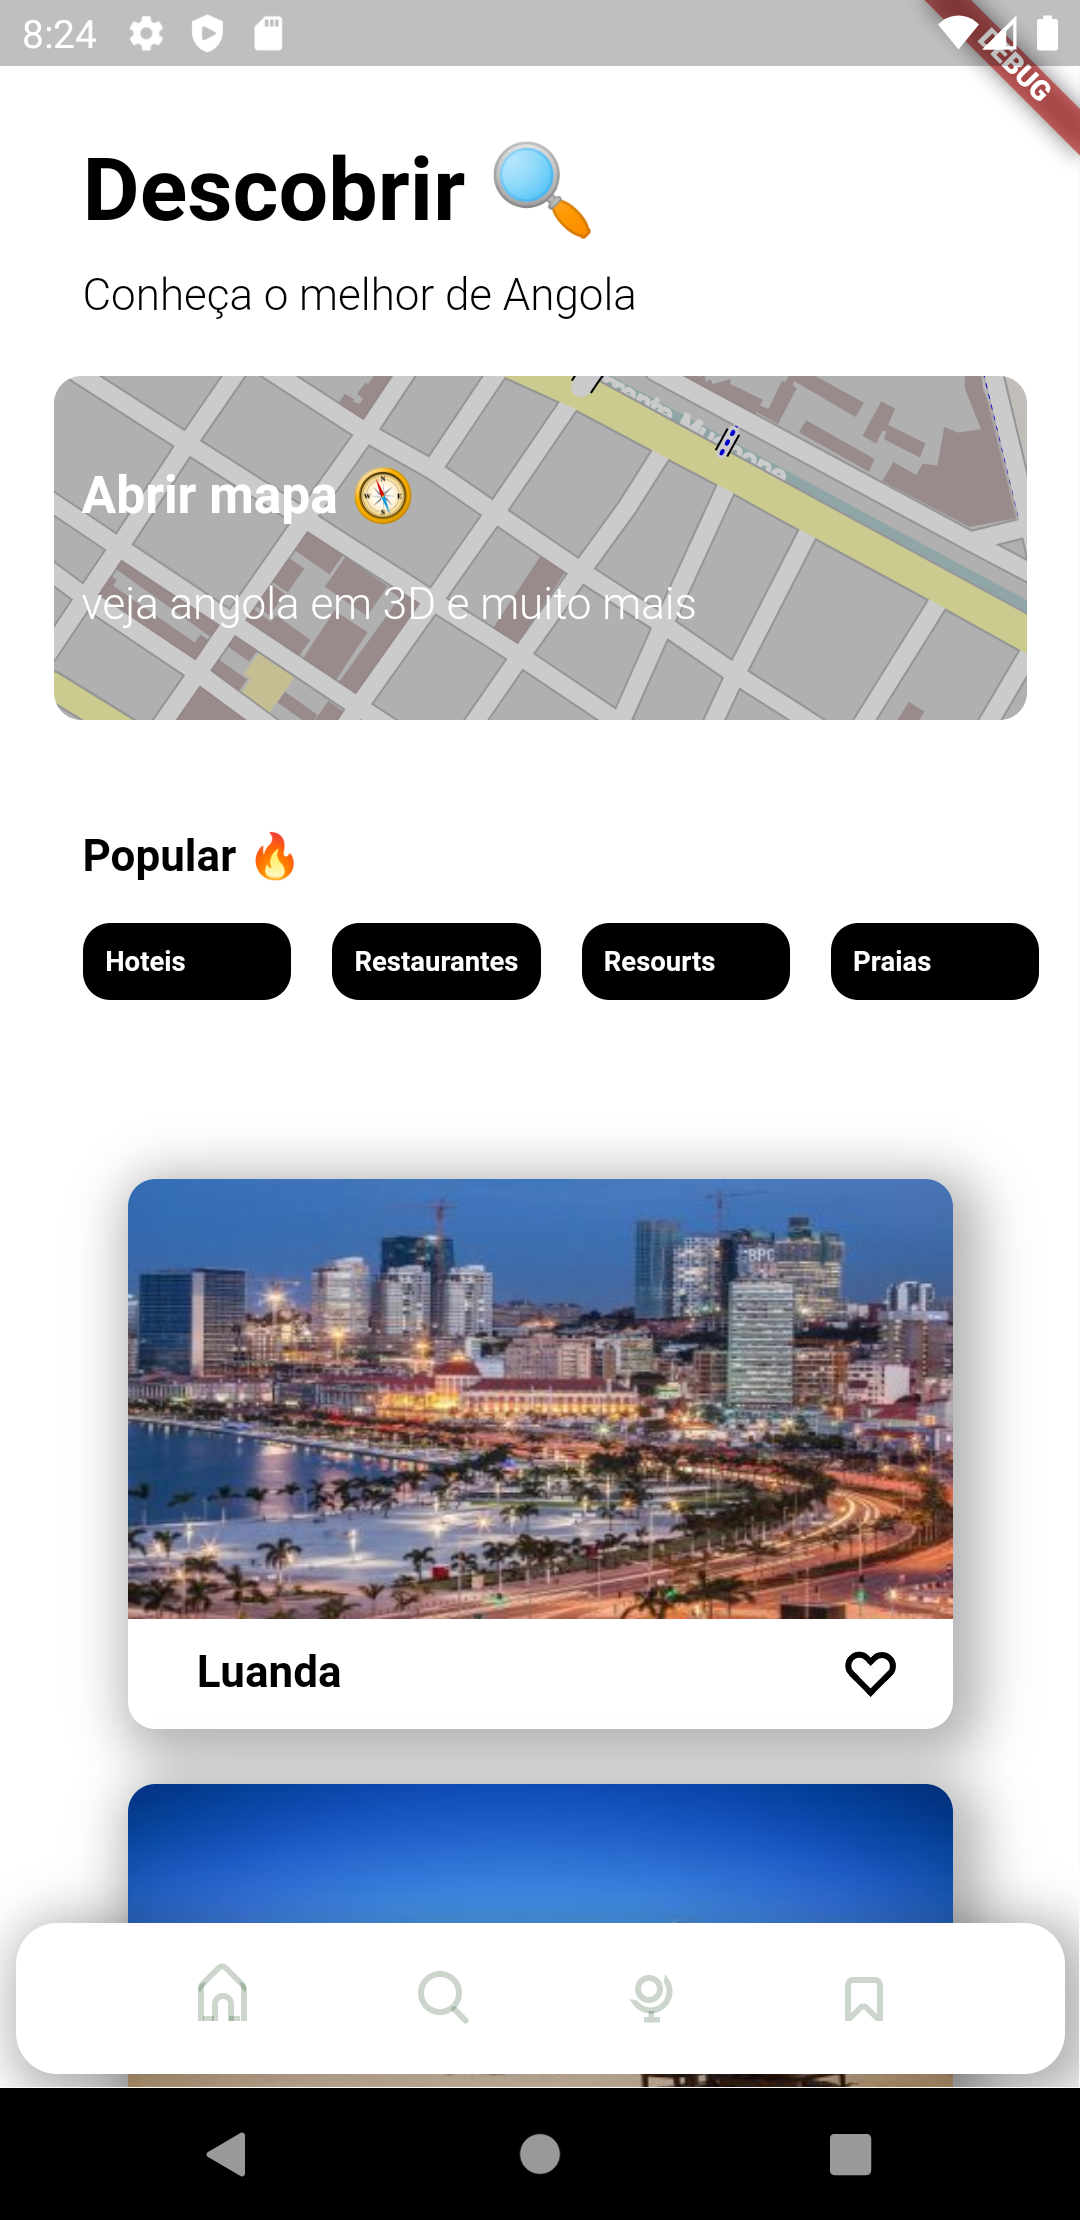 8:24
DEBUG
Descobrir 🔍
Conheça o melhor de Angola
Abrir mapa 🧭
veja angola em 3D e muito mais
Popular 🔥
Hoteis
Restaurantes
Resourts
Praias
BPC
Luanda